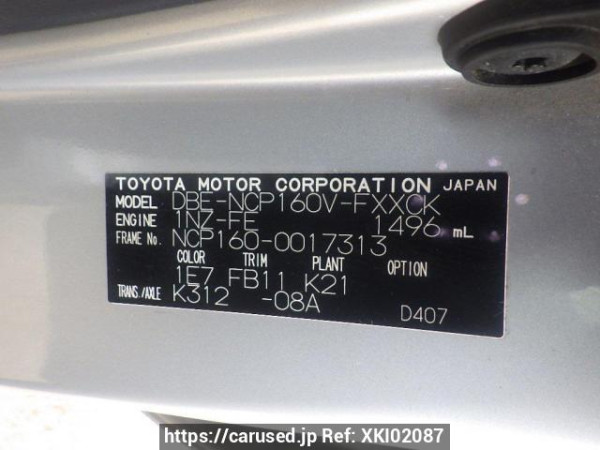 TOYOTA MOTOR CORPORATION JAPAN
MODEL DBE-NCP160V-FXXCK
ENGINE 1NZ-FE 1496 mL
FRAME No. NCP160-0017313
COLOR TRIM PLANT OPTION
1E7 FB11 K21
TRANS./AXLE K312 -08A
D407
https://carused.jp Ref: XKI02087